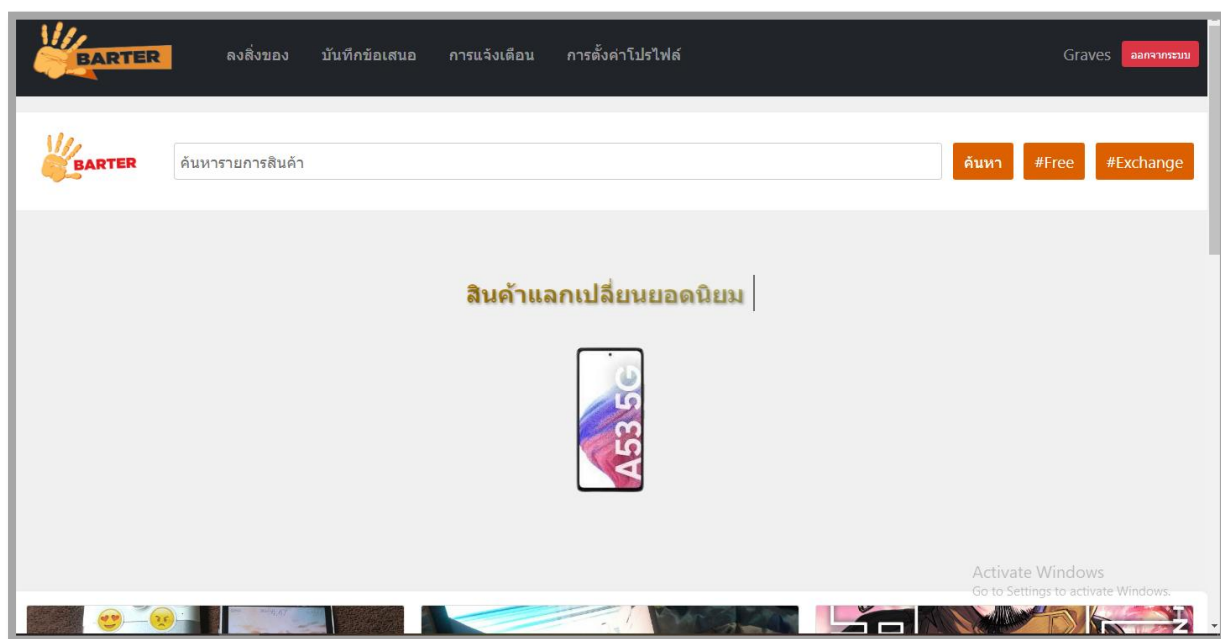 BARTER
ลงสิ่งของ บันทึกข้อเสนอ การแจ้งเตือน การตั้งค่าโปรไฟล์ Graves ออกจากระบบ
BARTER
ค้นหารายการสินค้า ค้นหา #Free #Exchange
สินค้าแลกเปลี่ยนยอดนิยม
A53 5G
Activate Windows
Go to Settings to activate Windows.